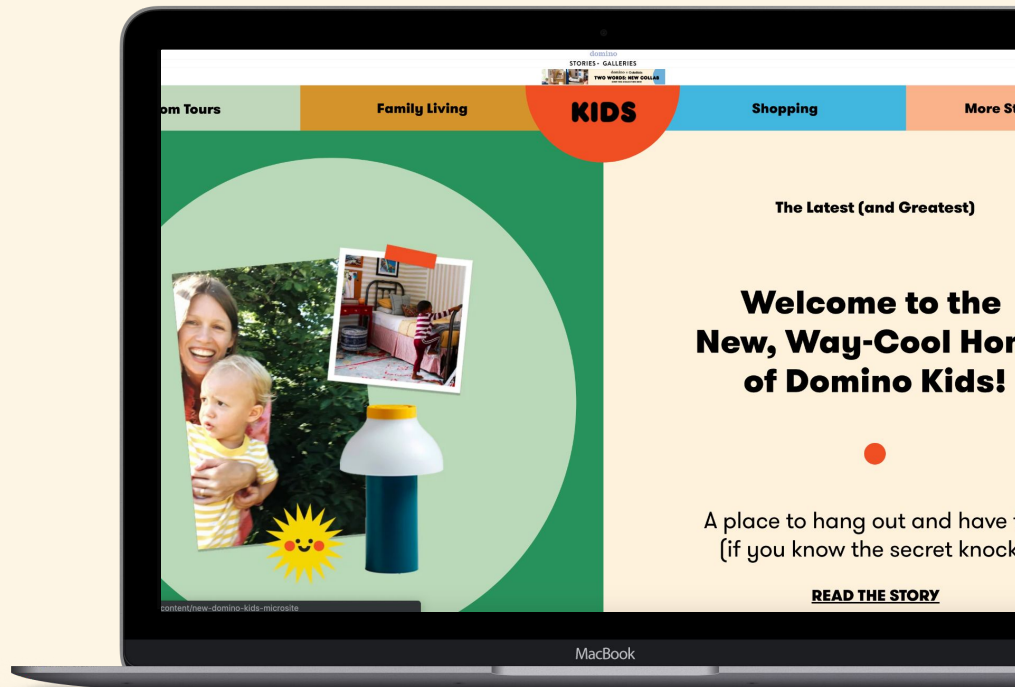 domino
STORIES- GALLERIES
TWO WORDS: NEW COLLAB
om Tours
Family Living
KIDS
Shopping
More St
The Latest (and Greatest)
Welcome to the
New, Way-Cool Hom
of Domino Kids!
A place to hang out and have f
(if you know the secret knock
READ THE STORY
content/new-domino-kids-microsite
MacBook